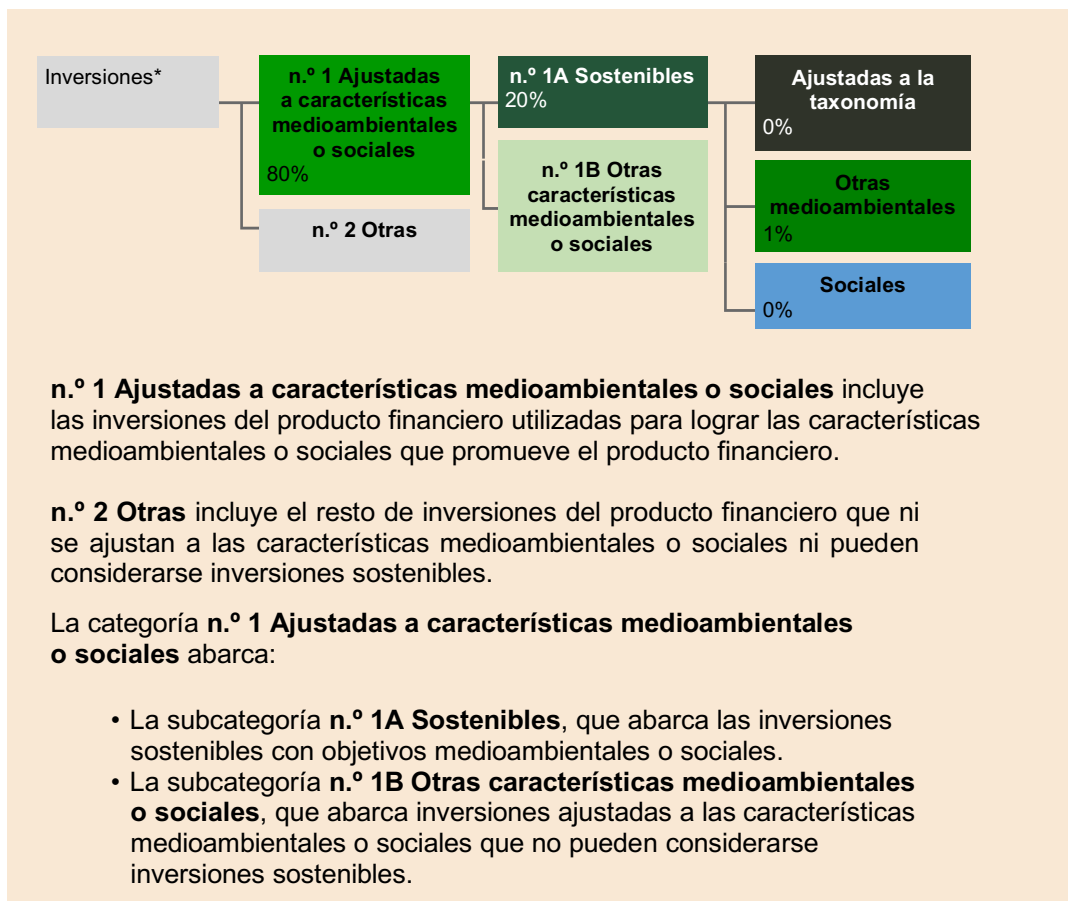 Inversiones*
n.º 1 Ajustadas
a características
medioambientales
o sociales
80%
n.º 2 Otras
n.º 1A Sostenibles
20%
n.º 1B Otras
características
medioambientales
o sociales
Ajustadas a la
taxonomía
0%
Otras
medioambientales
1%
Sociales
0%
n.º 1 Ajustadas a características medioambientales o sociales incluye
las inversiones del producto financiero utilizadas para lograr las características
medioambientales o sociales que promueve el producto financiero.
n.º 2 Otras incluye el resto de inversiones del producto financiero que ni
se ajustan a las características medioambientales o sociales ni pueden
considerarse inversiones sostenibles.
La categoría n.º 1 Ajustadas a características medioambientales
o sociales abarca:
• La subcategoría n.º 1A Sostenibles, que abarca las inversiones
sostenibles con objetivos medioambientales o sociales.
• La subcategoría n.º 1B Otras características medioambientales
o sociales, que abarca inversiones ajustadas a las características
medioambientales o sociales que no pueden considerarse
inversiones sostenibles.